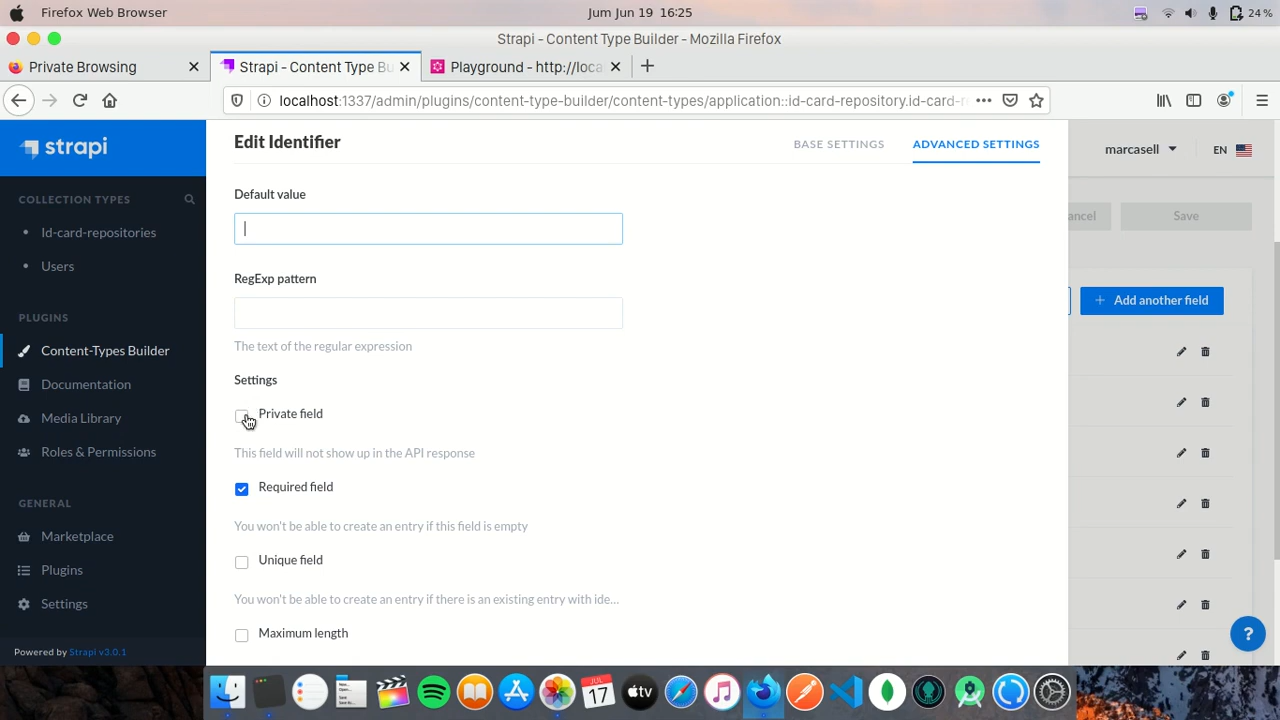 Firefox Web Browser
Jum Jun 19 16:25
24 %
Strapi - Content Type Builder - Mozilla Firefox
Private Browsing
Strapi - Content Type Bu
Playground - http://loca
localhost:1337/admin/plugins/content-type-builder/content-types/application::id-card-repository.id-card-r
strapi
Edit Identifier
BASE SETTINGS
ADVANCED SETTINGS
marcasell
EN
COLLECTION TYPES
Default value
ancel
Save
Id-card-repositories
Users
RegExp pattern
Add another field
PLUGINS
The text of the regular expression
Content-Types Builder
Settings
Documentation
Private field
Media Library
Roles & Permissions
This field will not show up in the API response
Required field
GENERAL
You won't be able to create an entry if this field is empty
Marketplace
Unique field
Plugins
You won't be able to create an entry if there is an existing entry with ide...
Settings
Maximum length
?
Powered by Strapi v3.0.1
JUL
17
tv